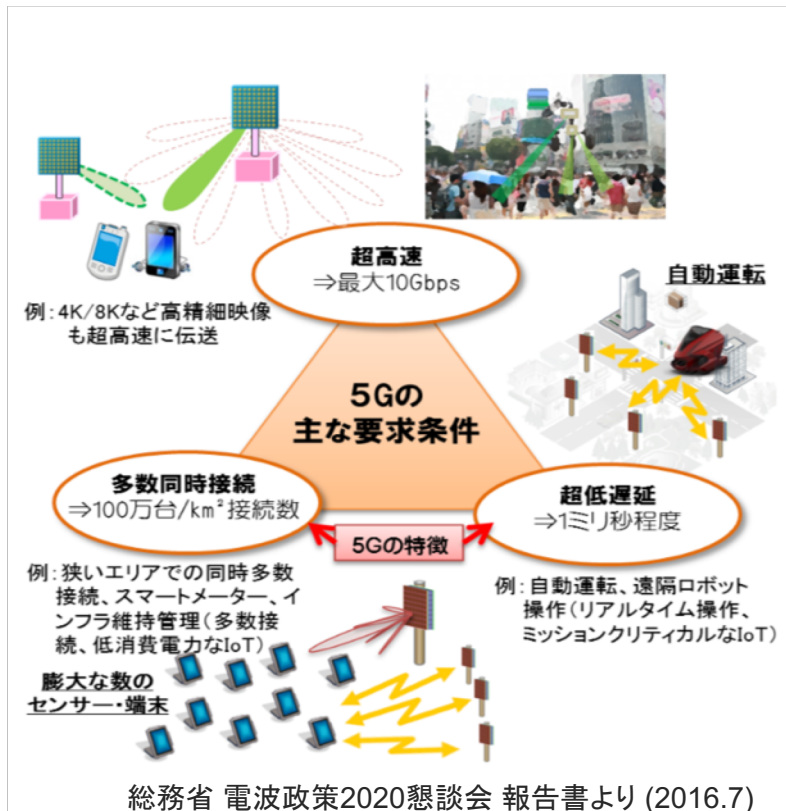 超高速
⇒最大10Gbps
例：4K/8Kなど高精細映像
も超高速に伝送
自動運転
5Gの
主な要求条件
多数同時接続
⇒100万台/km²接続数
超低遅延
⇒1ミリ秒程度
5Gの特徴
例：狭いエリアでの同時多数
接続、スマートメーター、イ
ンフラ維持管理(多数接
続、低消費電力なIoT)
例：自動運転、遠隔ロボット
操作(リアルタイム操作、
ミッションクリティカルなIoT)
膨大な数の
センサー・端末
総務省 電波政策2020懇談会 報告書より (2016.7)